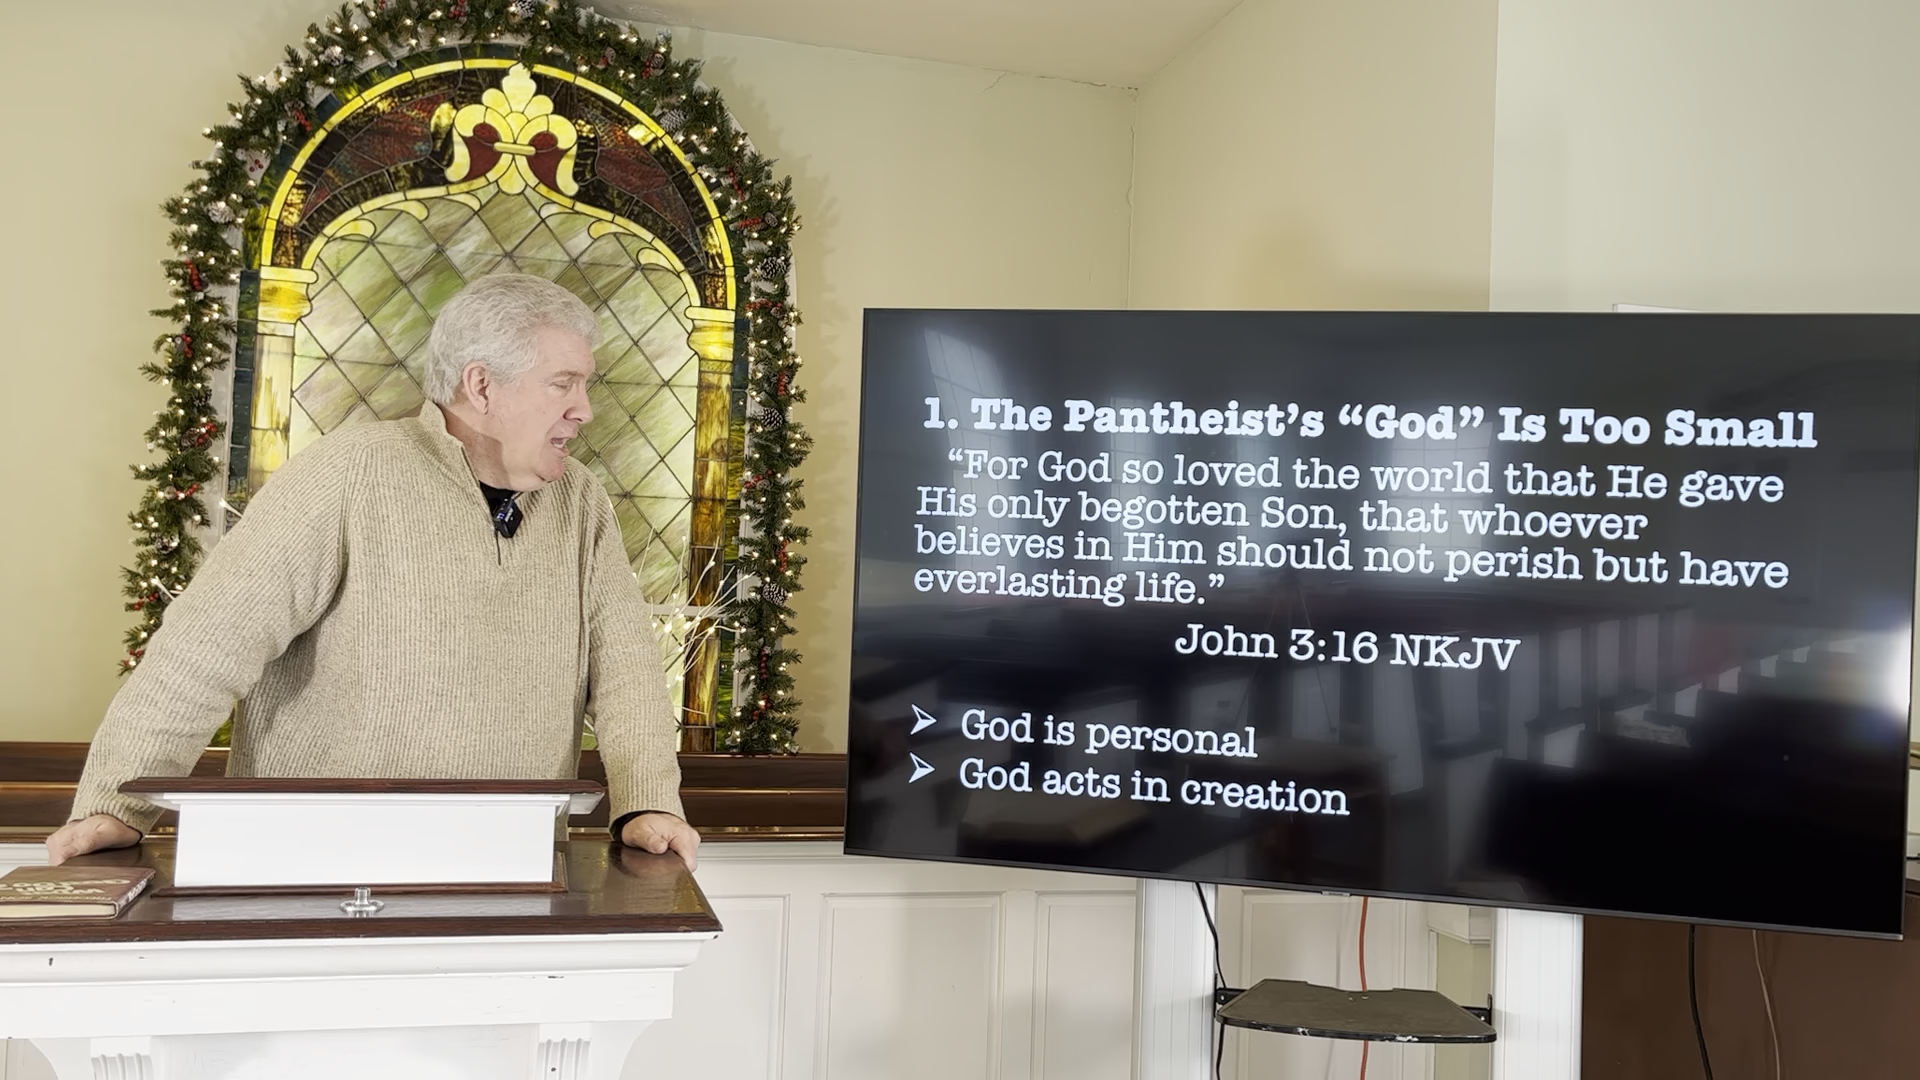 1. The Pantheist’s “God” Is Too Small
“For God so loved the world that He gave
His only begotten Son, that whoever
believes in Him should not perish but have
everlasting life.”
John 3:16 NKJV
➢ God is personal
➢ God acts in creation